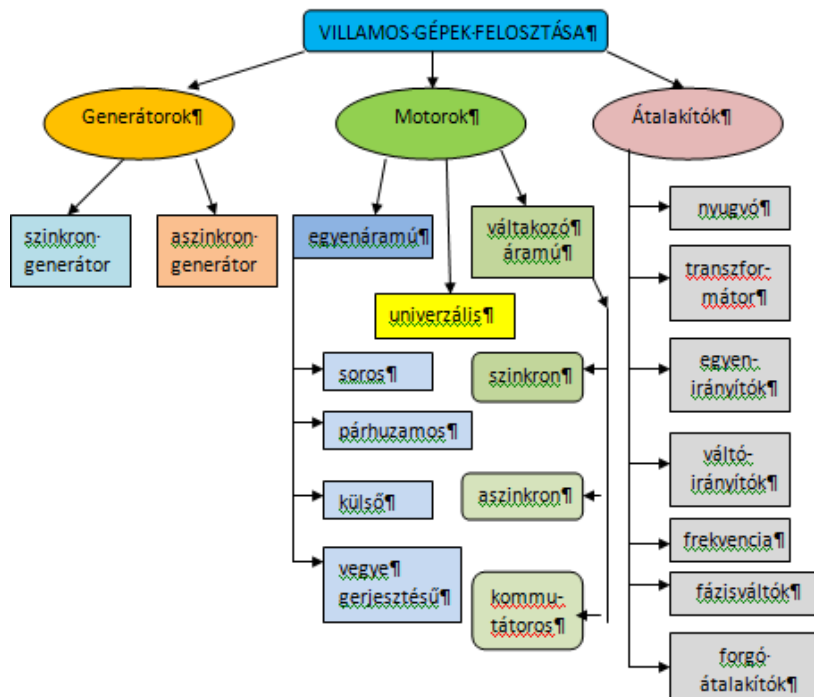 VILLAMOS·GÉPEK·FELOSZTÁSA¶
Generátorok¶
Motorok¶
Átalakítók¶
szinkron-
generátor
aszinkron-
generátor
egyenáramú¶
váltakozó¶
áramú¶
univerzális¶
soros¶
párhuzamos¶
külső¶
vegye¶
gerjesztésű¶
szinkron¶
aszinkron¶
kommu-
tátoros¶
nyugvó¶
transzfor-
mátor¶
egyen-
irányítók¶
váltó-
irányítók¶
frekvencia¶
fázisváltók¶
forgó-
átalakítók¶